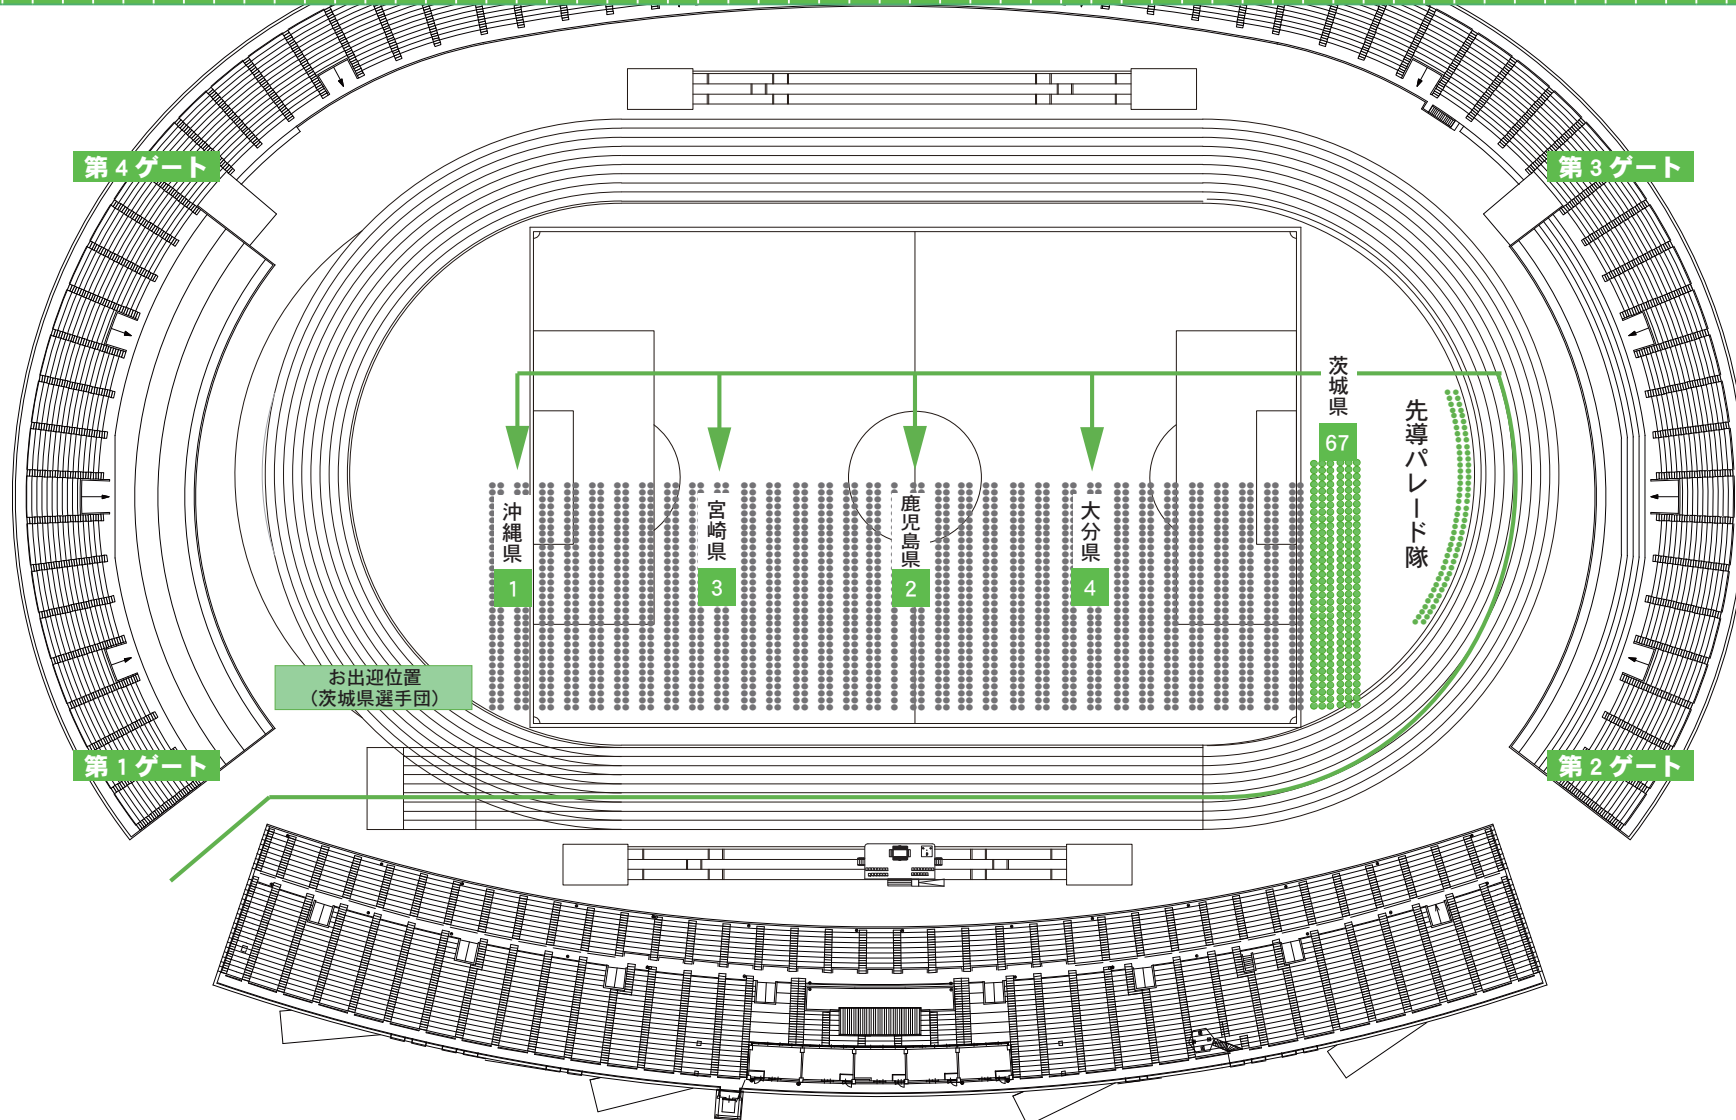 第4ゲート
第3ゲート
茨城県
67
先導パレード隊
沖縄県
1
宮崎県
3
鹿児島県
2
大分県
4
お出迎位置
（茨城県選手団）
第1ゲート
第2ゲート